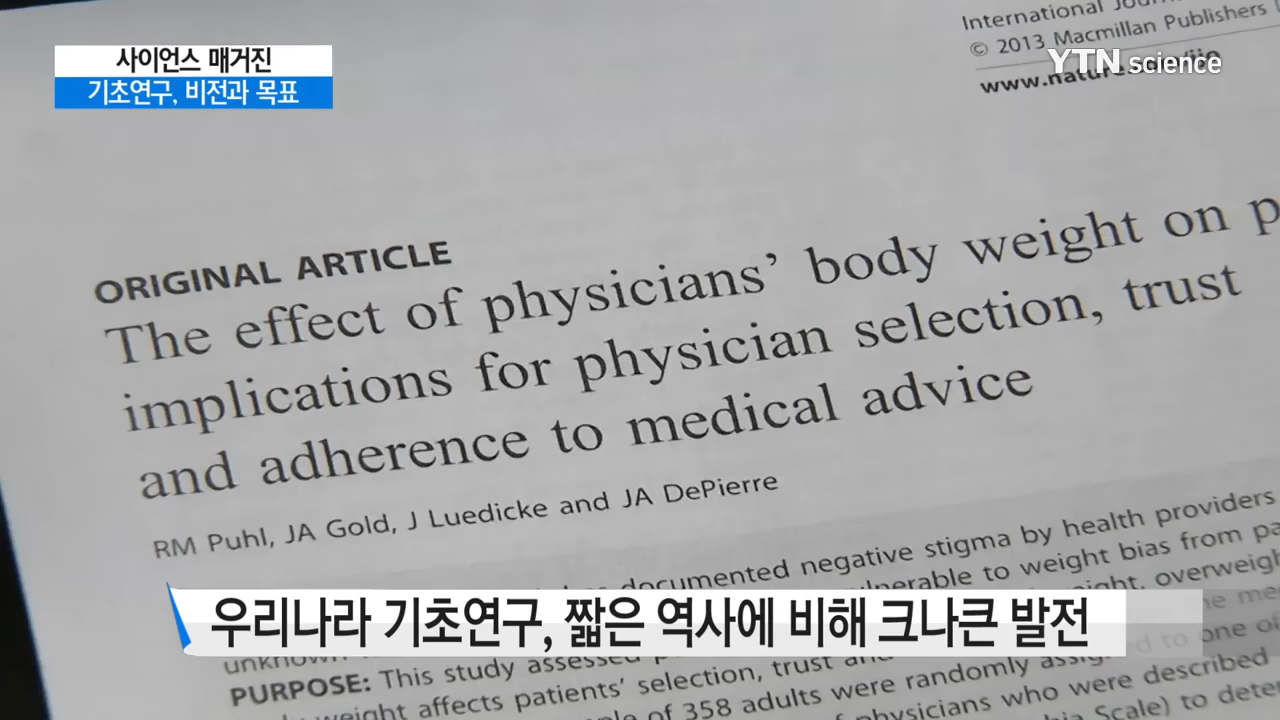 사이언스 매거진
기초연구, 비전과 목표
YTN science
International
© 2013 Macmillan Publishers
ORIGINAL ARTICLE
The effect of physicians’ body weight on p
implications for physician selection, trust
and adherence to medical advice
RM Puhl, JA Gold, J Luedicke and JA DePierre
documented negative stigma by health providers
to weight bias from
overweigh
우리나라 기초연구, 짧은 역사에 비해 크나큰 발전
one of
PURPOSE: This study assessed
affects patients’ selection, trust
of 358 adults were randomly
physicians who were described
Scale) to deter